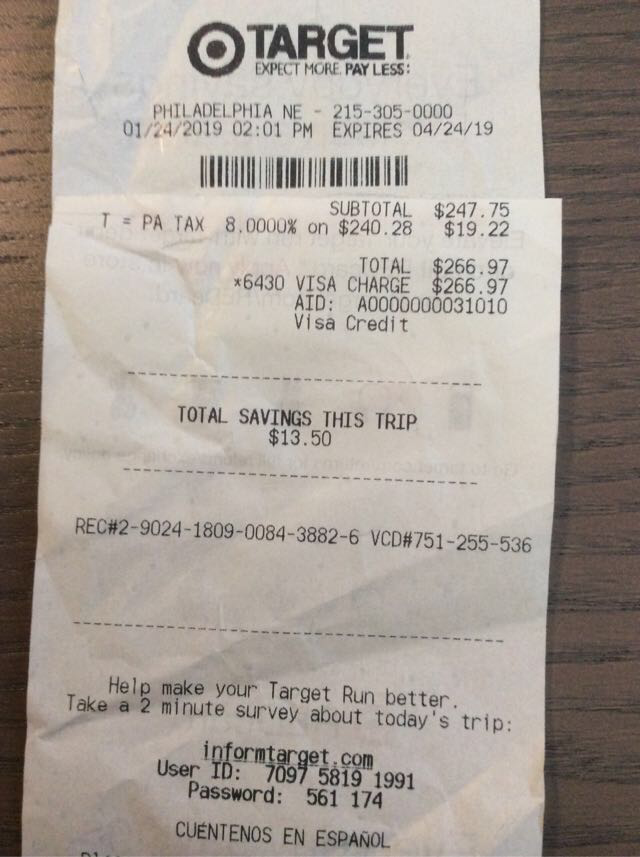 TARGET
EXPECT MORE. PAY LESS.
PHILADELPHIA NE - 215-305-0000
01/24/2019 02:01 PM EXPIRES 04/24/19
SUBTOTAL $247.75
T = PA TAX 8.0000% on $240.28 $19.22
TOTAL $266.97
*6430 VISA CHARGE $266.97
AID: A0000000031010
Visa Credit
TOTAL SAVINGS THIS TRIP
$13.50
REC#2-9024-1809-0084-3882-6 VCD#751-255-536
Help make your Target Run better.
Take a 2 minute survey about today's trip:
informtarget.com
User ID: 7097 5819 1991
Password: 561 174
CUÉNTENOS EN ESPAÑOL